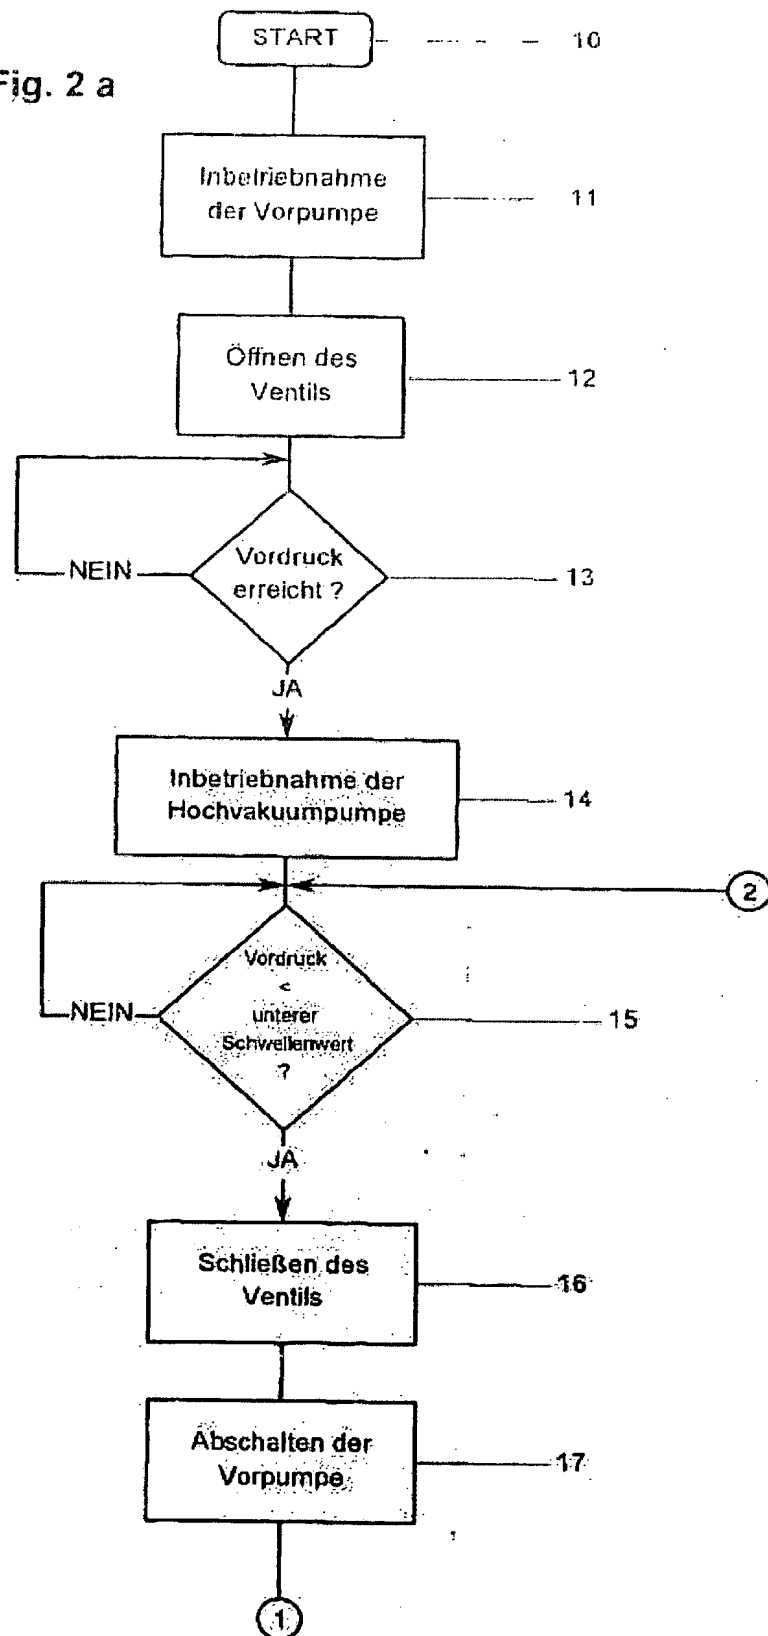 START
10
Fig. 2 a
Inbetriebnahme
der Vorpumpe
11
Öffnen des
Ventils
12
NEIN
Vordruck
erreicht ?
13
JA
Inbetriebnahme der
Hochvakuumpumpe
14
2
Vordruck
<
unterer
Schwellenwert
?
NEIN
15
JA
Schließen des
Ventils
16
Abschalten der
Vorpumpe
17
1